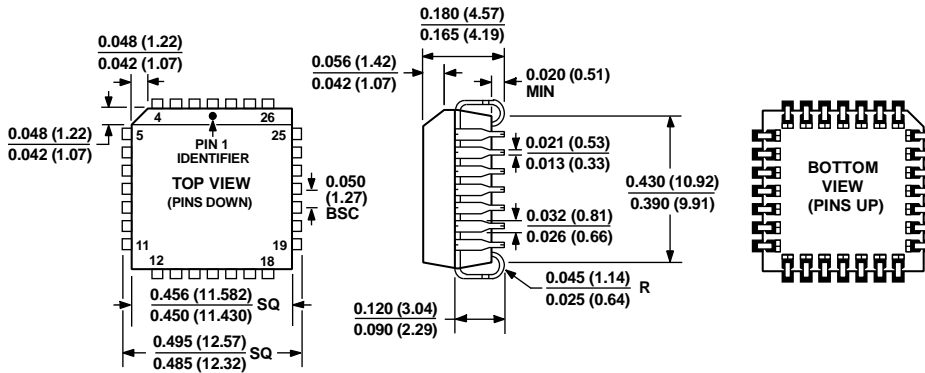 0.048 (1.22)
0.042 (1.07)
0.048 (1.22)
0.042 (1.07)
4
26
5
25
PIN 1
IDENTIFIER
TOP VIEW
(PINS DOWN)
11
19
12
18
0.050
(1.27)
BSC
0.456 (11.582)
0.450 (11.430)
SQ
0.495 (12.57)
0.485 (12.32)
SQ
0.180 (4.57)
0.165 (4.19)
0.056 (1.42)
0.042 (1.07)
0.020 (0.51)
MIN
0.021 (0.53)
0.013 (0.33)
0.032 (0.81)
0.026 (0.66)
0.430 (10.92)
0.390 (9.91)
0.045 (1.14)
0.025 (0.64)
R
0.120 (3.04)
0.090 (2.29)
BOTTOM
VIEW
(PINS UP)